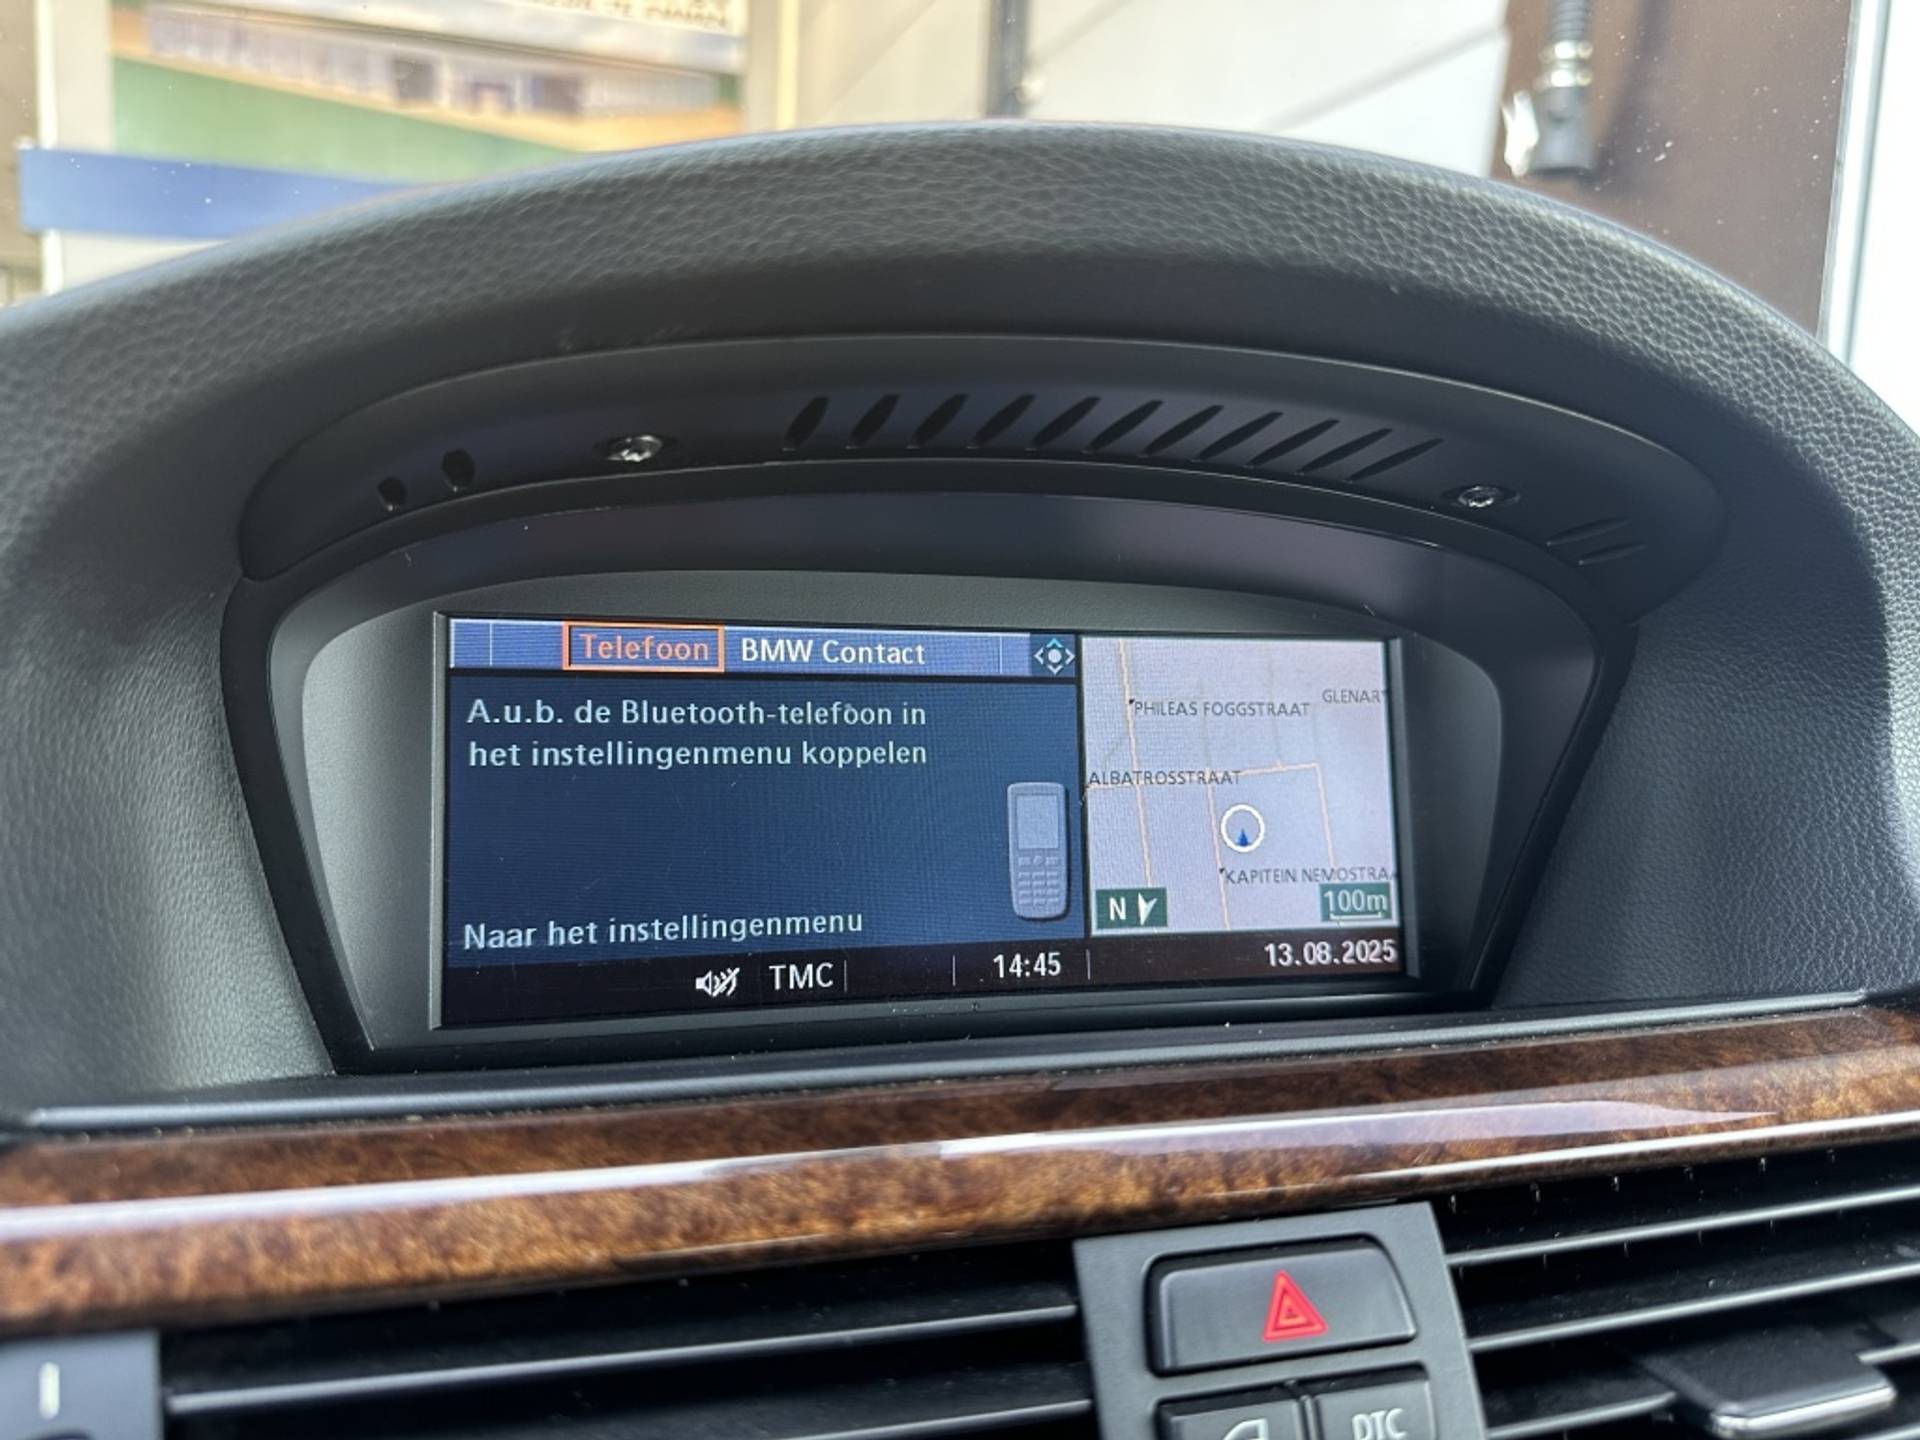 Telefoon BMW Contact
A.u.b. de Bluetooth-telefoon in
het instellingenmenu koppelen
Naar het instellingenmenu
PHILEAS FOGGSTRAAT
GLENAR
ALBATROSSTRAAT
KAPITEIN NEMOSTRA
N
100m
TMC
14:45
13.08.2025
DTC